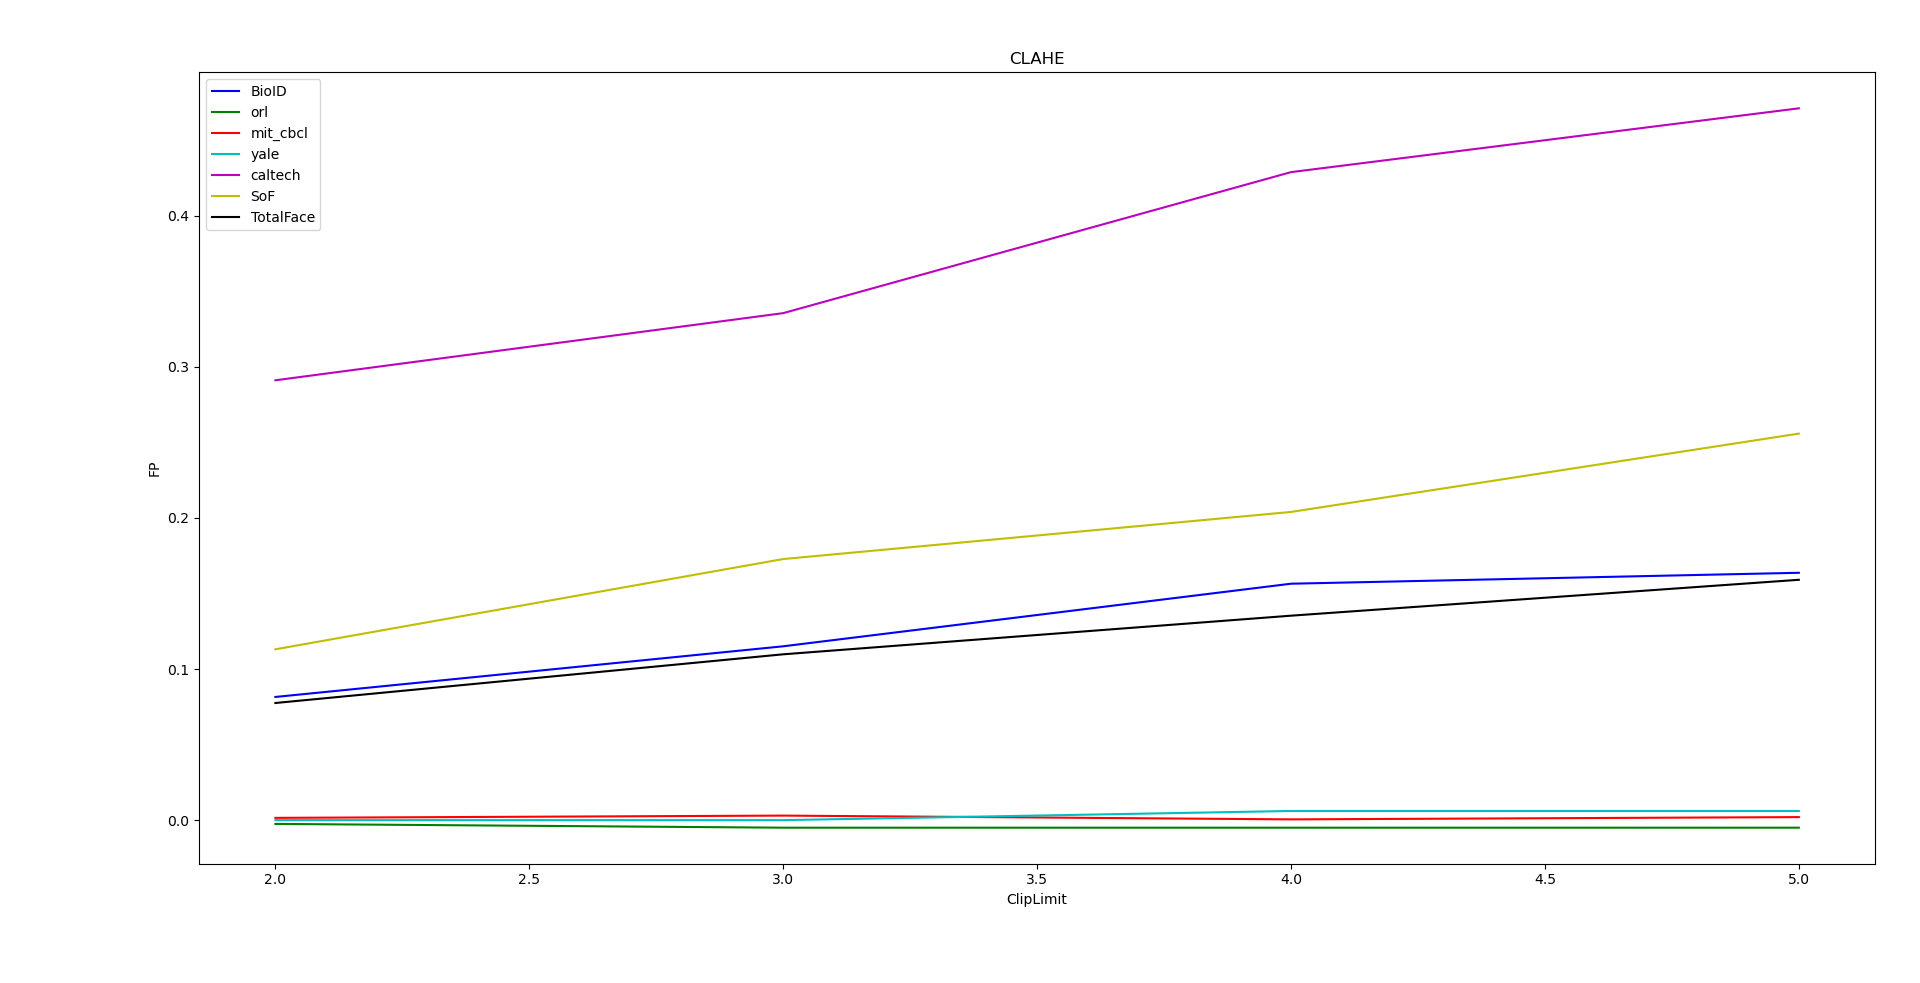 CLAHE
BioID
orl
mit_cbcl
yale
caltech
SoF
TotalFace
0.4
0.3
0.2
0.1
0.0
FP
2.0 2.5 3.0 3.5 4.0 4.5 5.0
ClipLimit